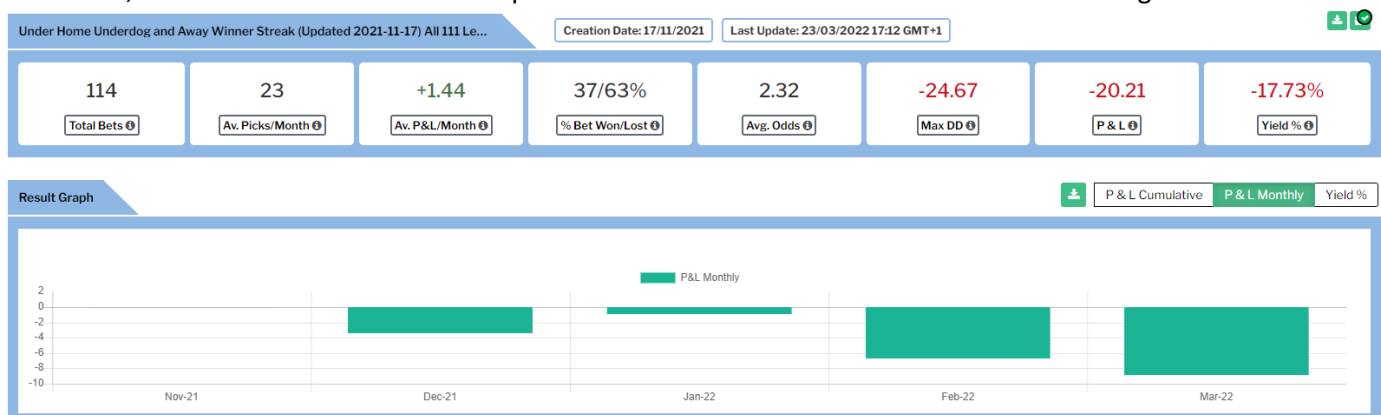 Under Home Underdog and Away Winner Streak (Updated 2021-11-17) All 111 Le... Creation Date: 17/11/2021 Last Update: 23/03/2022 17:12 GMT+1
114 23 +1.44 37/63% 2.32 -24.67 -20.21 -17.73%
Total Bets Av. Picks/Month Av. P&L/Month % Bet Won/Lost Avg. Odds Max DD P & L Yield %
Result Graph P & L Cumulative P & L Monthly Yield %
P&L Monthly
2
0
-2
-4
-6
-8
-10
Nov-21 Dec-21 Jan-22 Feb-22 Mar-22